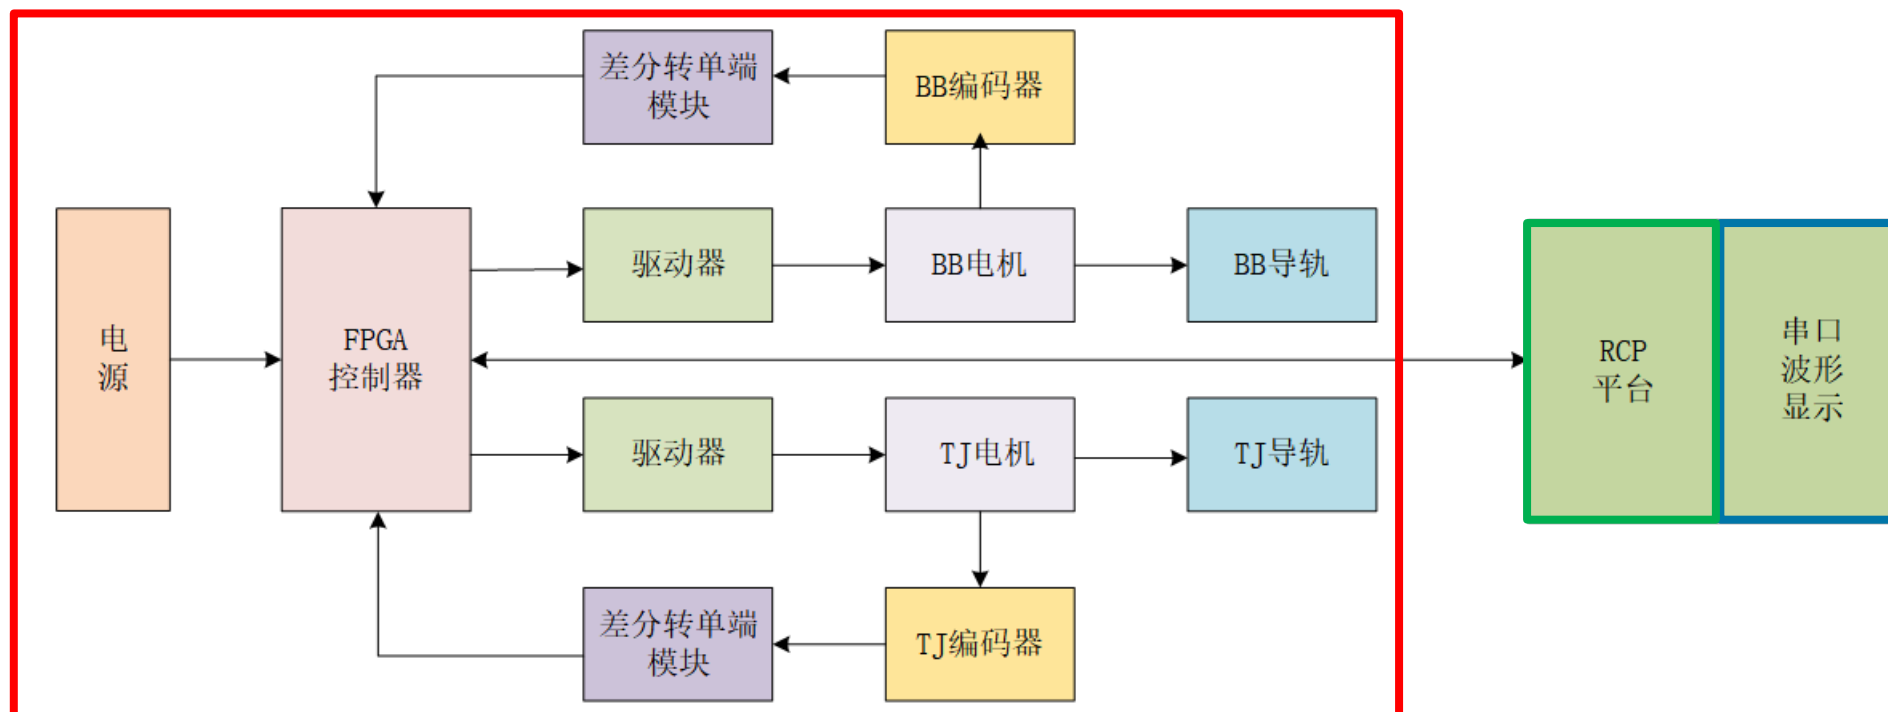 差分转单端
模块
BB编码器
电
源
FPGA
控制器
驱动器
BB电机
BB导轨
驱动器
TJ电机
TJ导轨
差分转单端
模块
TJ编码器
RCP
平台
串口
波形
显示